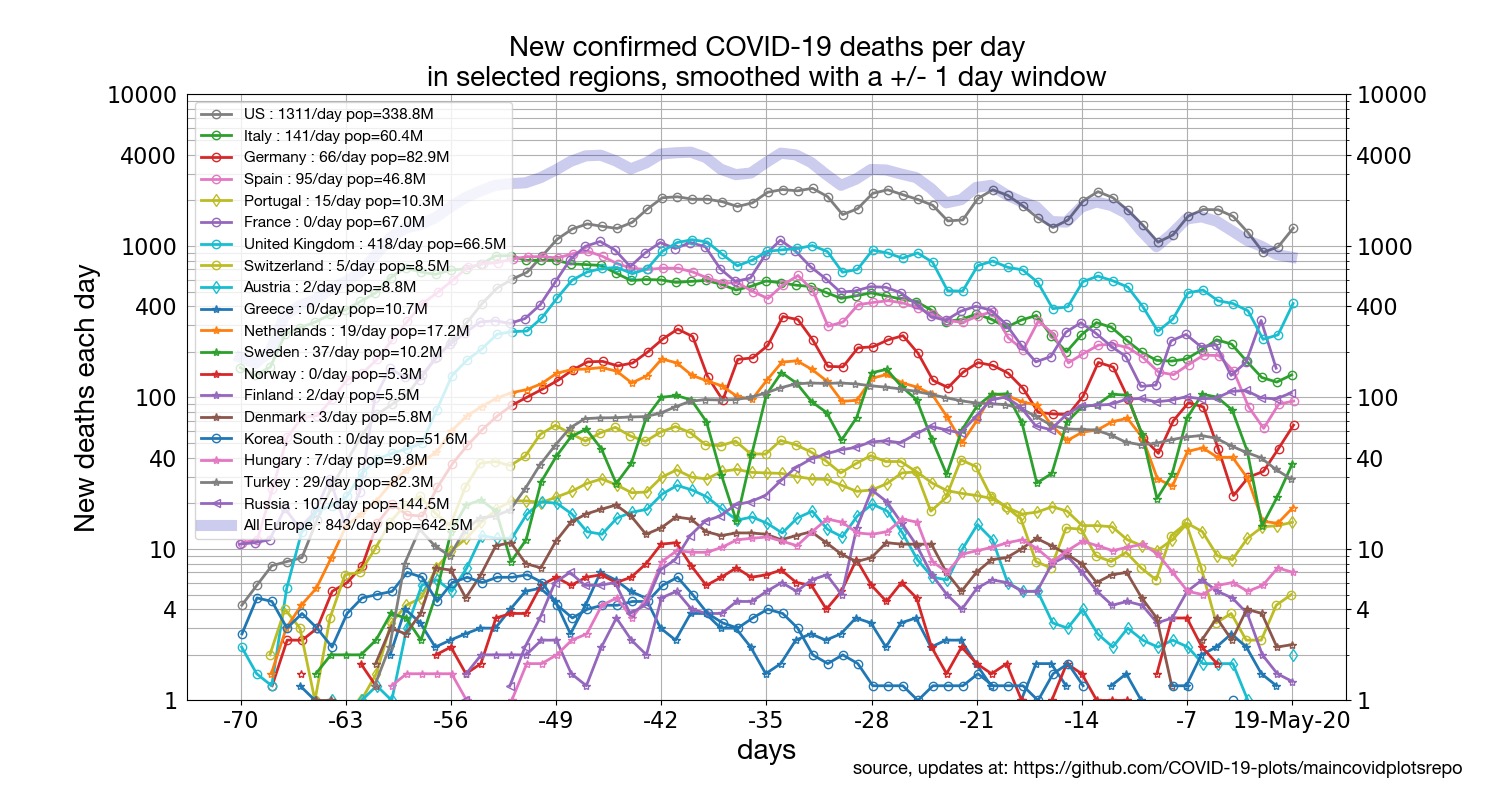 New confirmed COVID-19 deaths per day
in selected regions, smoothed with a +/- 1 day window
10000
4000
1000
400
100
40
10
4
1
New deaths each day
US : 1311/day pop=338.8M
Italy : 141/day pop=60.4M
Germany : 66/day pop=82.9M
Spain : 95/day pop=46.8M
Portugal : 15/day pop=10.3M
France : 0/day pop=67.0M
United Kingdom : 418/day pop=66.5M
Switzerland : 5/day pop=8.5M
Austria : 2/day pop=8.8M
Greece : 0/day pop=10.7M
Netherlands : 19/day pop=17.2M
Sweden : 37/day pop=10.2M
Norway : 0/day pop=5.3M
Finland : 2/day pop=5.5M
Denmark : 3/day pop=5.8M
Korea, South : 0/day pop=51.6M
Hungary : 7/day pop=9.8M
Turkey : 29/day pop=82.3M
Russia : 107/day pop=144.5M
All Europe : 843/day pop=642.5M
10000
4000
1000
400
100
40
10
4
1
-70 -63 -56 -49 -42 -35 -28 -21 -14 -7 19-May-20
days
source, updates at: https://github.com/COVID-19-plots/maincovidplotsrepo